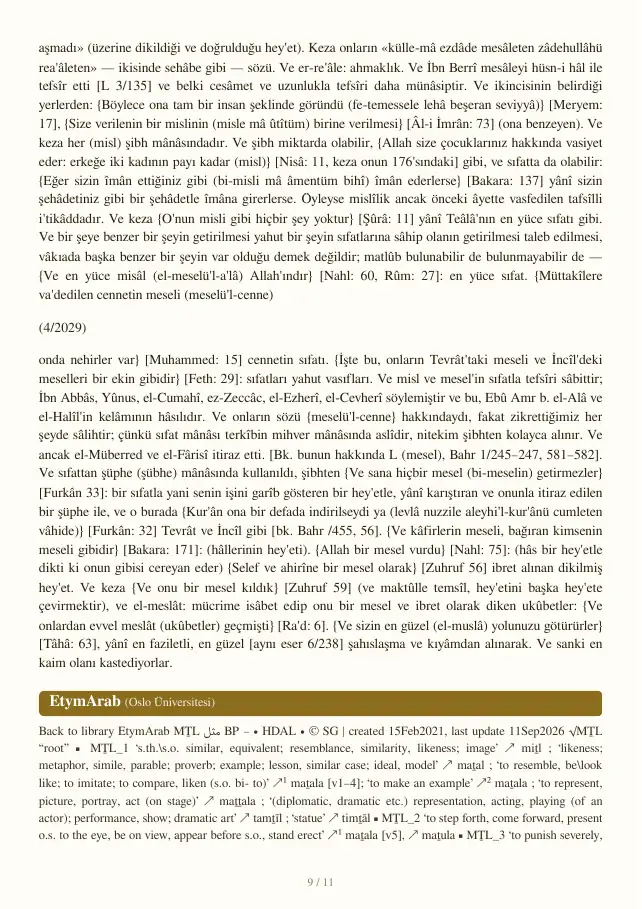 aşmadı» (üzerine dikildiği ve doğrulduğu hey'et). Keza onların «külle-mâ ezdâde mesâleten zâdehullâhü
rea'âleten» — ikisinde sehâbe gibi — sözü. Ve er-re'âle: ahmaklık. Ve İbn Berrî mesâleyi hüsn-i hâl ile
tefsîr etti [L 3/135] ve belki cesâmet ve uzunlukla tefsîri daha münâsiptir. Ve ikincisinin belirdiği
yerlerden: {Böylece ona tam bir insan şeklinde göründü (fe-temessele lehâ beşeran seviyyâ)} [Meryem:
17], {Size verilenin bir mislinin (misle mâ ûtîtüm) birine verilmesi} [Âl-i İmrân: 73] (ona benzeyen). Ve
keza her (misl) şibh mânâsındadır. Ve şibh miktarda olabilir, {Allah size çocuklarınız hakkında vasiyet
eder: erkeğe iki kadının payı kadar (misl)} [Nisâ: 11, keza onun 176'sındaki] gibi, ve sıfatta da olabilir:
{Eğer sizin îmân ettiğiniz gibi (bi-misli mâ âmentüm bihî) îmân ederlerse} [Bakara: 137] yânî sizin
şehâdetiniz gibi bir şehâdetle îmâna girerlerse. Öyleyse mislîlik ancak önceki âyette vasfedilen tafsîlli
i'tikâddadır. Ve keza {O'nun misli gibi hiçbir şey yoktur} [Şûrâ: 11] yânî Teâlâ'nın en yüce sıfatı gibi.
Ve bir şeye benzer bir şeyin getirilmesi yahut bir şeyin sıfatlarına sâhip olanın getirilmesi taleb edilmesi,
vâkıada başka benzer bir şeyin var olduğu demek değildir; matlûb bulunabilir de bulunmayabilir de —
{Ve en yüce misâl (el-meselü'l-a'lâ) Allah'ındır} [Nahl: 60, Rûm: 27]: en yüce sıfat. {Müttakîlere
va'dedilen cennetin meseli (meselü'l-cenne)
(4/2029)
onda nehirler var} [Muhammed: 15] cennetin sıfatı. {İşte bu, onların Tevrât'taki meseli ve İncîl'deki
meselleri bir ekin gibidir} [Feth: 29]: sıfatları yahut vasıfları. Ve misl ve mesel'in sıfatla tefsîri sâbittir;
İbn Abbâs, Yûnus, el-Cumahî, ez-Zeccâc, el-Ezherî, el-Cevherî söylemiştir ve bu, Ebû Amr b. el-Alâ ve
el-Halîl'in kelâmının hâsılıdır. Ve onların sözü {meselü'l-cenne} hakkındaydı, fakat zikrettiğimiz her
şeyde sâlihtir; çünkü sıfat mânâsı terkîbin mihver mânâsında aslîdir, nitekim şibhten kolayca alınır. Ve
ancak el-Müberred ve el-Fârisî itiraz etti. [Bk. bunun hakkında L (mesel), Bahr 1/245–247, 581–582].
Ve sıfattan şüphe (şübhe) mânâsında kullanıldı, şibhten {Ve sana hiçbir mesel (bi-meselin) getirmezler}
[Furkân 33]: bir sıfatla yani senin işini garîb gösteren bir hey'etle, yânî karıştıran ve onunla itiraz edilen
bir şüphe ile, ve o burada {Kur'ân ona bir defada indirilseydi ya (levlâ nuzzile aleyhi'l-kur'ânü cumleten
vâhide)} [Furkân: 32] Tevrât ve İncîl gibi [bk. Bahr /455, 56]. {Ve kâfirlerin meseli, bağıran kimsenin
meseli gibidir} [Bakara: 171]: (hâllerinin hey'eti). {Allah bir mesel vurdu} [Nahl: 75]: (hâs bir hey'etle
dikti ki onun gibisi cereyan eder) {Selef ve ahirîne bir mesel olarak} [Zuhruf 56] ibret alınan dikilmiş
hey'et. Ve keza {Ve onu bir mesel kıldık} [Zuhruf 59] (ve maktûlle temsîl, hey'etini başka hey'ete
çevirmektir), ve el-meslât: mücrime isâbet edip onu bir mesel ve ibret olarak diken ukûbetler: {Ve
onlardan evvel meslât (ukûbetler) geçmişti} [Ra'd: 6]. {Ve sizin en güzel (el-muslâ) yolunuzu götürürler}
[Tâhâ: 63], yânî en faziletli, en güzel [aynı eser 6/238] şahıslaşma ve kıyâmdan alınarak. Ve sanki en
kaim olanı kastediyorlar.
EtymArab (Oslo Üniversitesi)
Back to library EtymArab MṮL مثل BP – • HDAL • © SG | created 15Feb2021, last update 11Sep2026 √MṮL
“root” ▪ MṮL_1 ‘s.th.\s.o. similar, equivalent; resemblance, similarity, likeness; image’ ↗ miṯl ; ‘likeness;
metaphor, simile, parable; proverb; example; lesson, similar case; ideal, model’ ↗ maṯal ; ‘to resemble, be\look
like; to imitate; to compare, liken (s.o. bi- to)’ ↗¹ maṯala [v1–4]; ‘to make an example’ ↗² maṯala ; ‘to represent,
picture, portray, act (on stage)’ ↗ maṯṯala ; ‘(diplomatic, dramatic etc.) representation, acting, playing (of an
actor); performance, show; dramatic art’ ↗ tamṯīl ; ‘statue’ ↗ timṯāl ▪ MṮL_2 ‘to step forth, come forward, present
o.s. to the eye, be on view, appear before s.o., stand erect’ ↗¹ maṯala [v5], ↗ maṯula ▪ MṮL_3 ‘to punish severely,
9 / 11